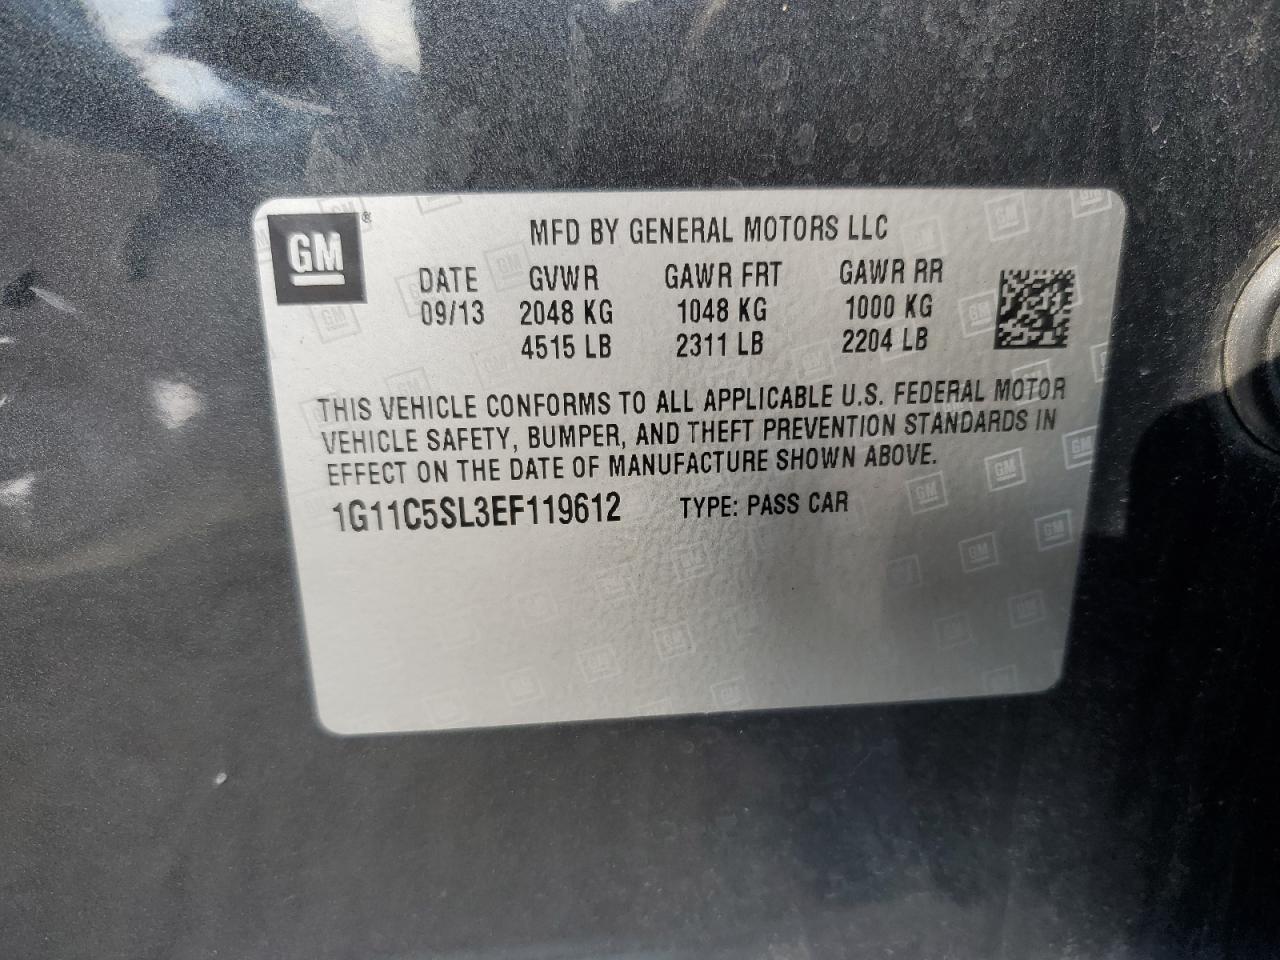 GM ®
MFD BY GENERAL MOTORS LLC
DATE GVWR GAWR FRT GAWR RR
09/13 2048 KG 1048 KG 1000 KG
4515 LB 2311 LB 2204 LB
THIS VEHICLE CONFORMS TO ALL APPLICABLE U.S. FEDERAL MOTOR
VEHICLE SAFETY, BUMPER, AND THEFT PREVENTION STANDARDS IN
EFFECT ON THE DATE OF MANUFACTURE SHOWN ABOVE.
1G11C5SL3EF119612 TYPE: PASS CAR